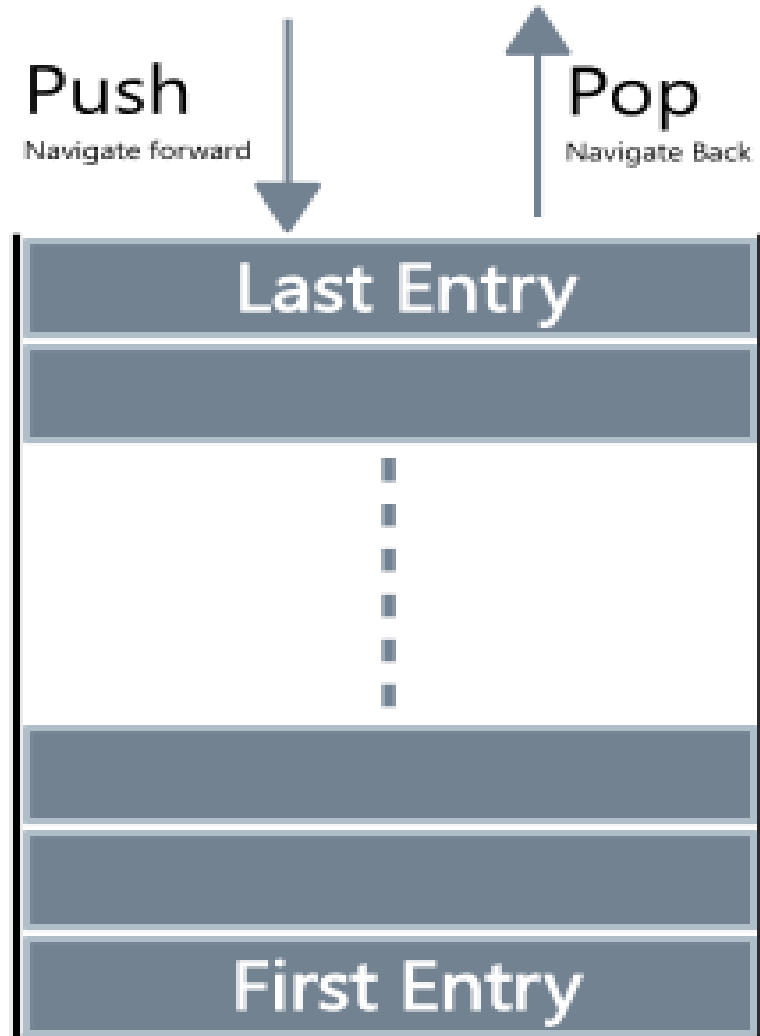 Push
Navigate forward
Pop
Navigate Back
Last Entry
First Entry